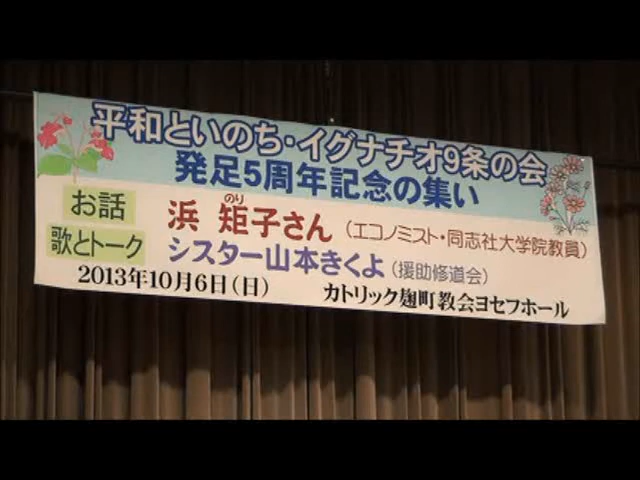 平和といのち・イグナチオ9条の会
発足5周年記念の集い
お話 浜 矩子さん (エコノミスト・同志社大学院教員)
のり
歌とトーク シスター山本きくよ (援助修道会)
2013年10月6日(日) カトリック麹町教会ヨセフホール